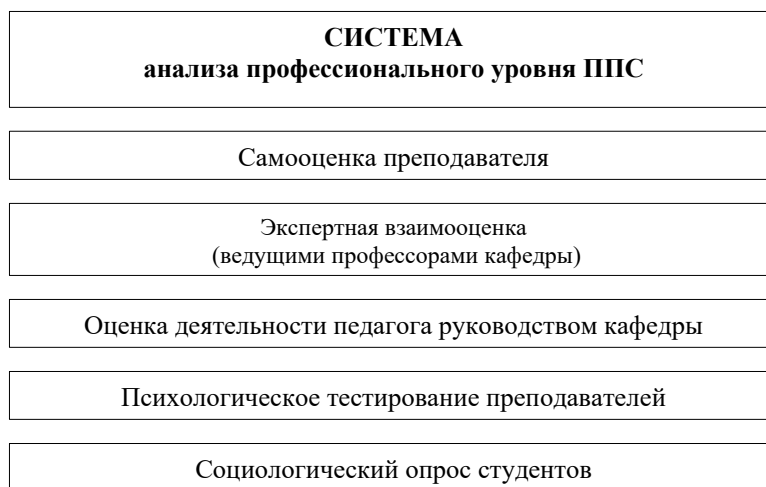 СИСТЕМА
анализа профессионального уровня ППС
Самооценка преподавателя
Экспертная взаимооценка
(ведущими профессорами кафедры)
Оценка деятельности педагога руководством кафедры
Психологическое тестирование преподавателей
Социологический опрос студентов